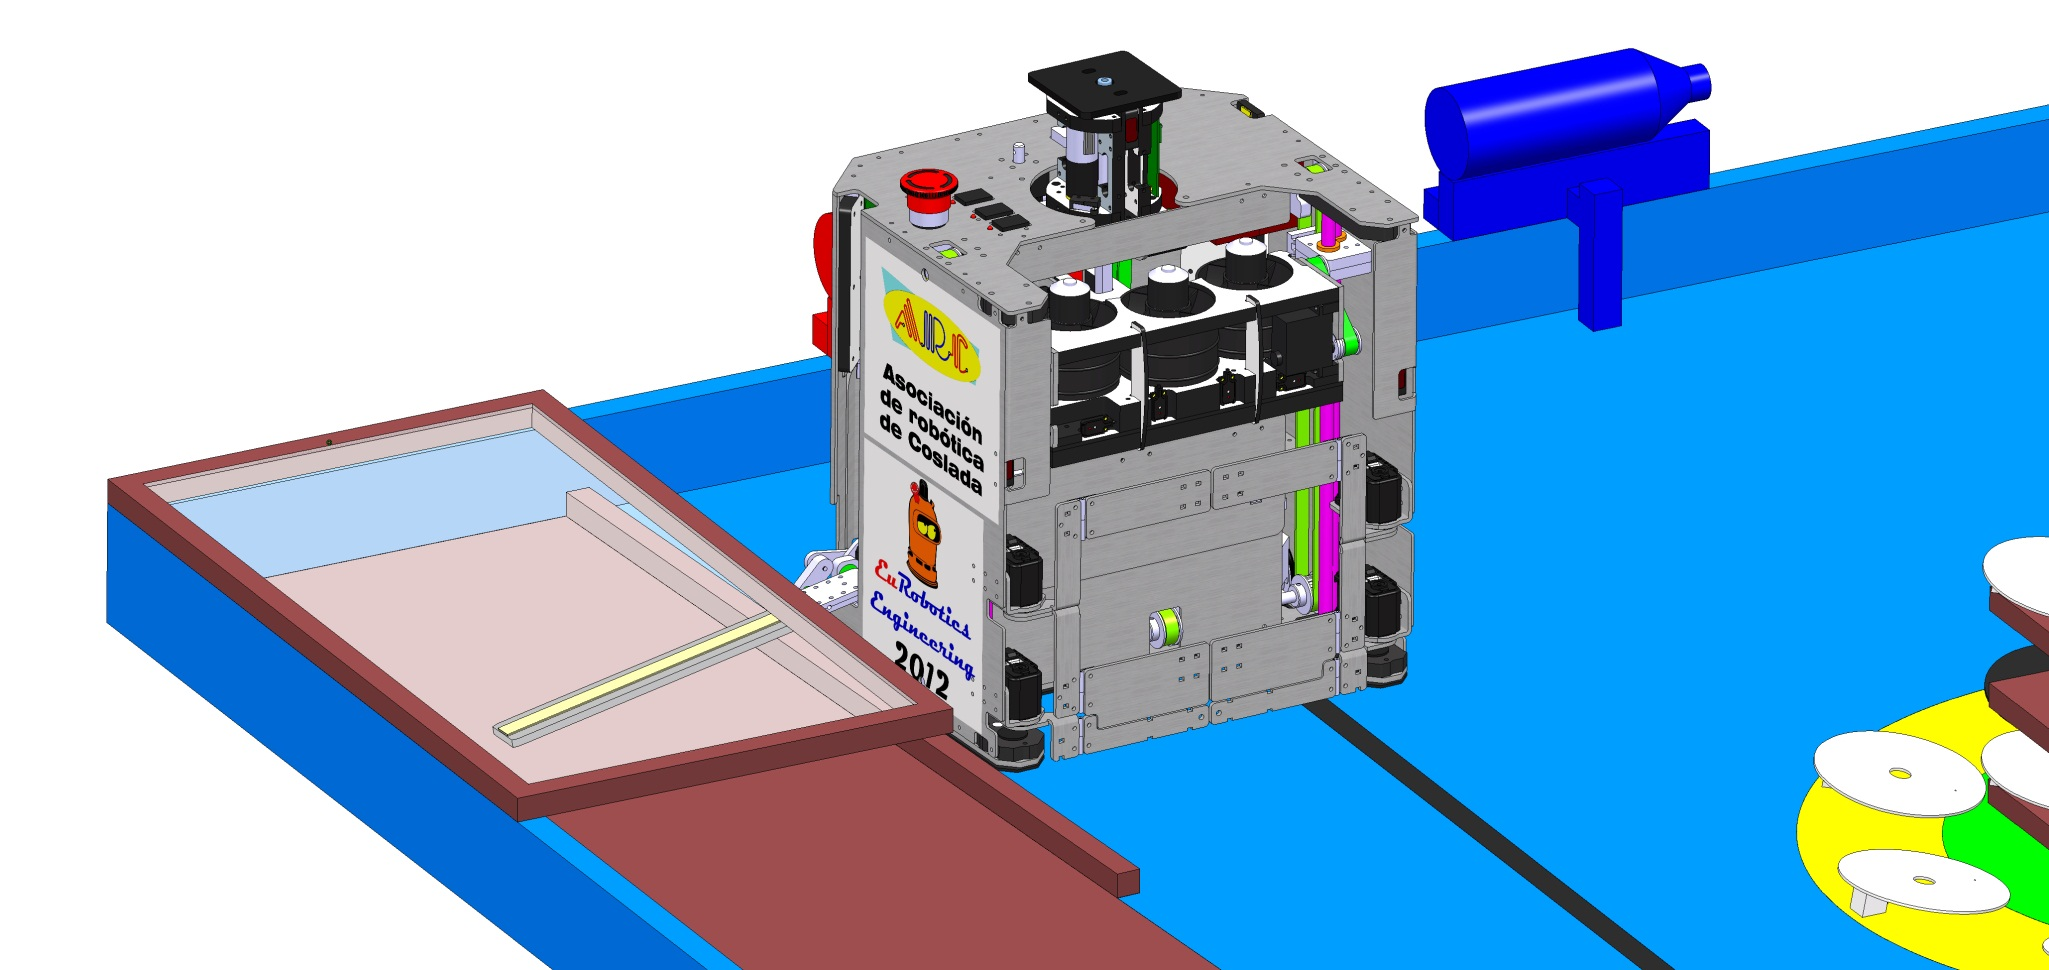 ARC
Asociación
de robótica
de Coslada
EuRobotics
Engineering
2012